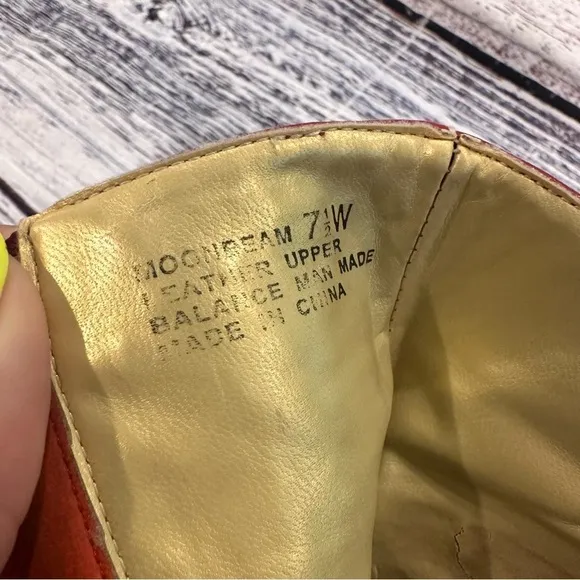 MOONBEAM 7½W
LEATHER UPPER
BALANCE MAN MADE
MADE IN CHINA